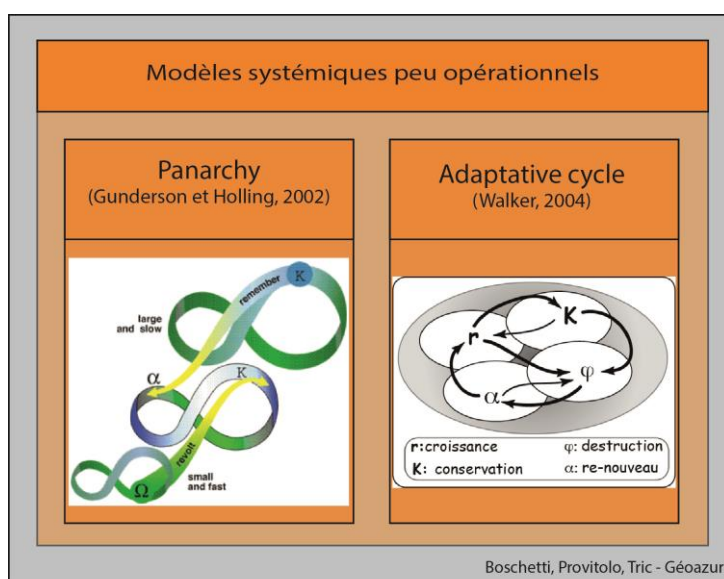 Modèles systémiques peu opérationnels
Panarchy
(Gunderson et Holling, 2002)
remember
K
large
and slow
α
K
revolt
small
and fast
Ω
Adaptative cycle
(Walker, 2004)
K
r
φ
α
r:croissance
φ: destruction
K: conservation
α: re-nouveau
Boschetti, Provitolo, Tric - Géoazur